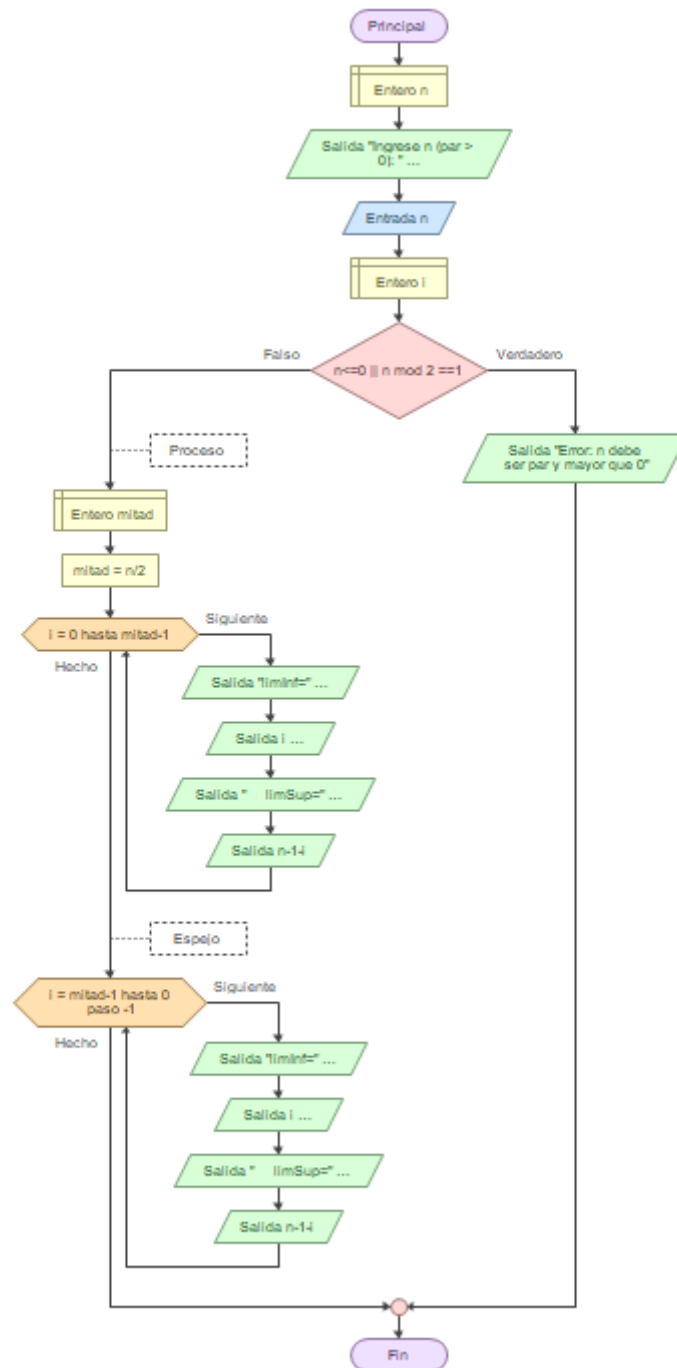 Principal
Entero n
Salida "Ingrese n (par >
0): " ...
Entrada n
Entero i
Falso
n<=0 || n mod 2 ==1
Verdadero
Proceso
Salida "Error: n debe
ser par y mayor que 0"
Entero mitad
mitad = n/2
i = 0 hasta mitad-1
Siguiente
Hecho
Salida "limInf=" ...
Salida i ...
Salida "     limSup=" ...
Salida n-1-i
Espejo
i = mitad-1 hasta 0
paso -1
Siguiente
Hecho
Salida "limInf=" ...
Salida i ...
Salida "     limSup=" ...
Salida n-1-i
Fin